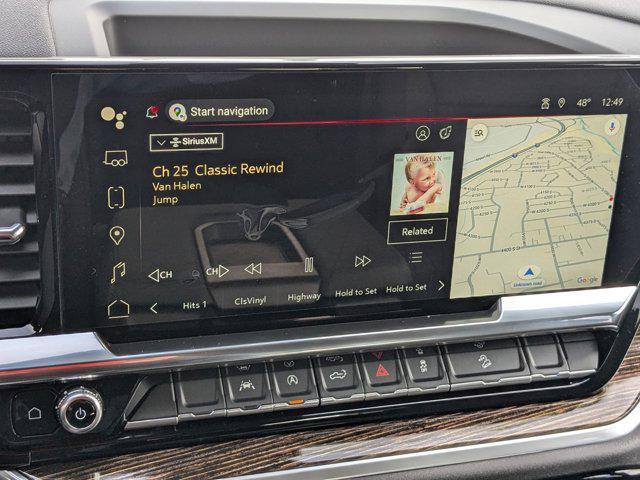 Start navigation
48° 12:49
SiriusXM
Ch 25 Classic Rewind
Van Halen
Jump
VAN HALEN
Related
CH
CH
Hits 1
ClsVinyl
Highway
Hold to Set
Hold to Set
4400 S
Unknown road
Google